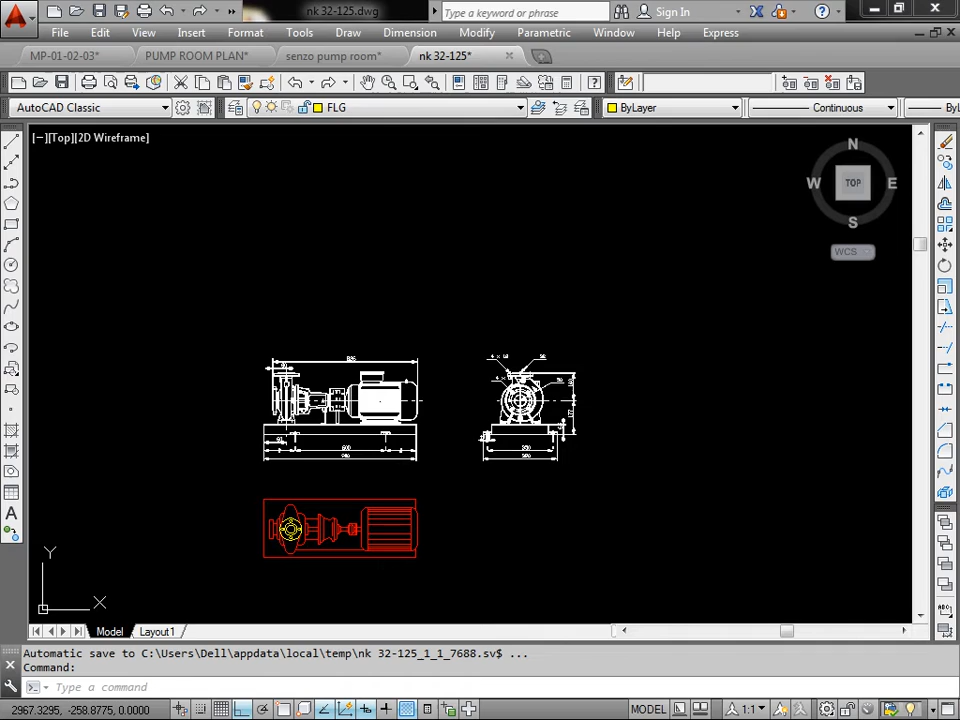 nk 32-125.dwg
Type a keyword or phrase
Sign In
File Edit View Insert Format Tools Draw Dimension Modify Parametric Window Help Express
MP-01-02-03* PUMP ROOM PLAN* senzo pump room* nk 32-125*
AutoCAD Classic FLG ByLayer Continuous
[−][Top][2D Wireframe]
N
W TOP E
S
WCS
Y
X
Model Layout1
Automatic save to C:\Users\Dell\appdata\local\temp\nk 32-125_1_1_7688.sv$ ...
Command:
Type a command
2967.3295, -258.8775, 0.0000 MODEL 1:1